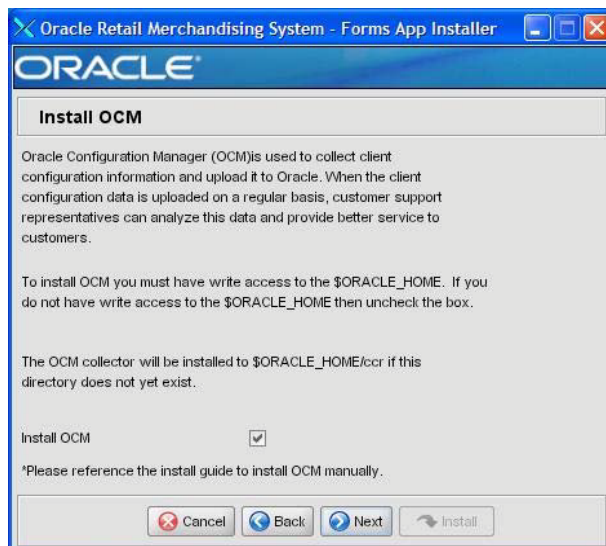 Oracle Retail Merchandising System - Forms App Installer
ORACLE
Install OCM
Oracle Configuration Manager (OCM)is used to collect client
configuration information and upload it to Oracle. When the client
configuration data is uploaded on a regular basis, customer support
representatives can analyze this data and provide better service to
customers.
To install OCM you must have write access to the $ORACLE_HOME. If you
do not have write access to the $ORACLE_HOME then uncheck the box.
The OCM collector will be installed to $ORACLE_HOME/ccr if this
directory does not yet exist.
Install OCM
*Please reference the install guide to install OCM manually.
Cancel Back Next Install